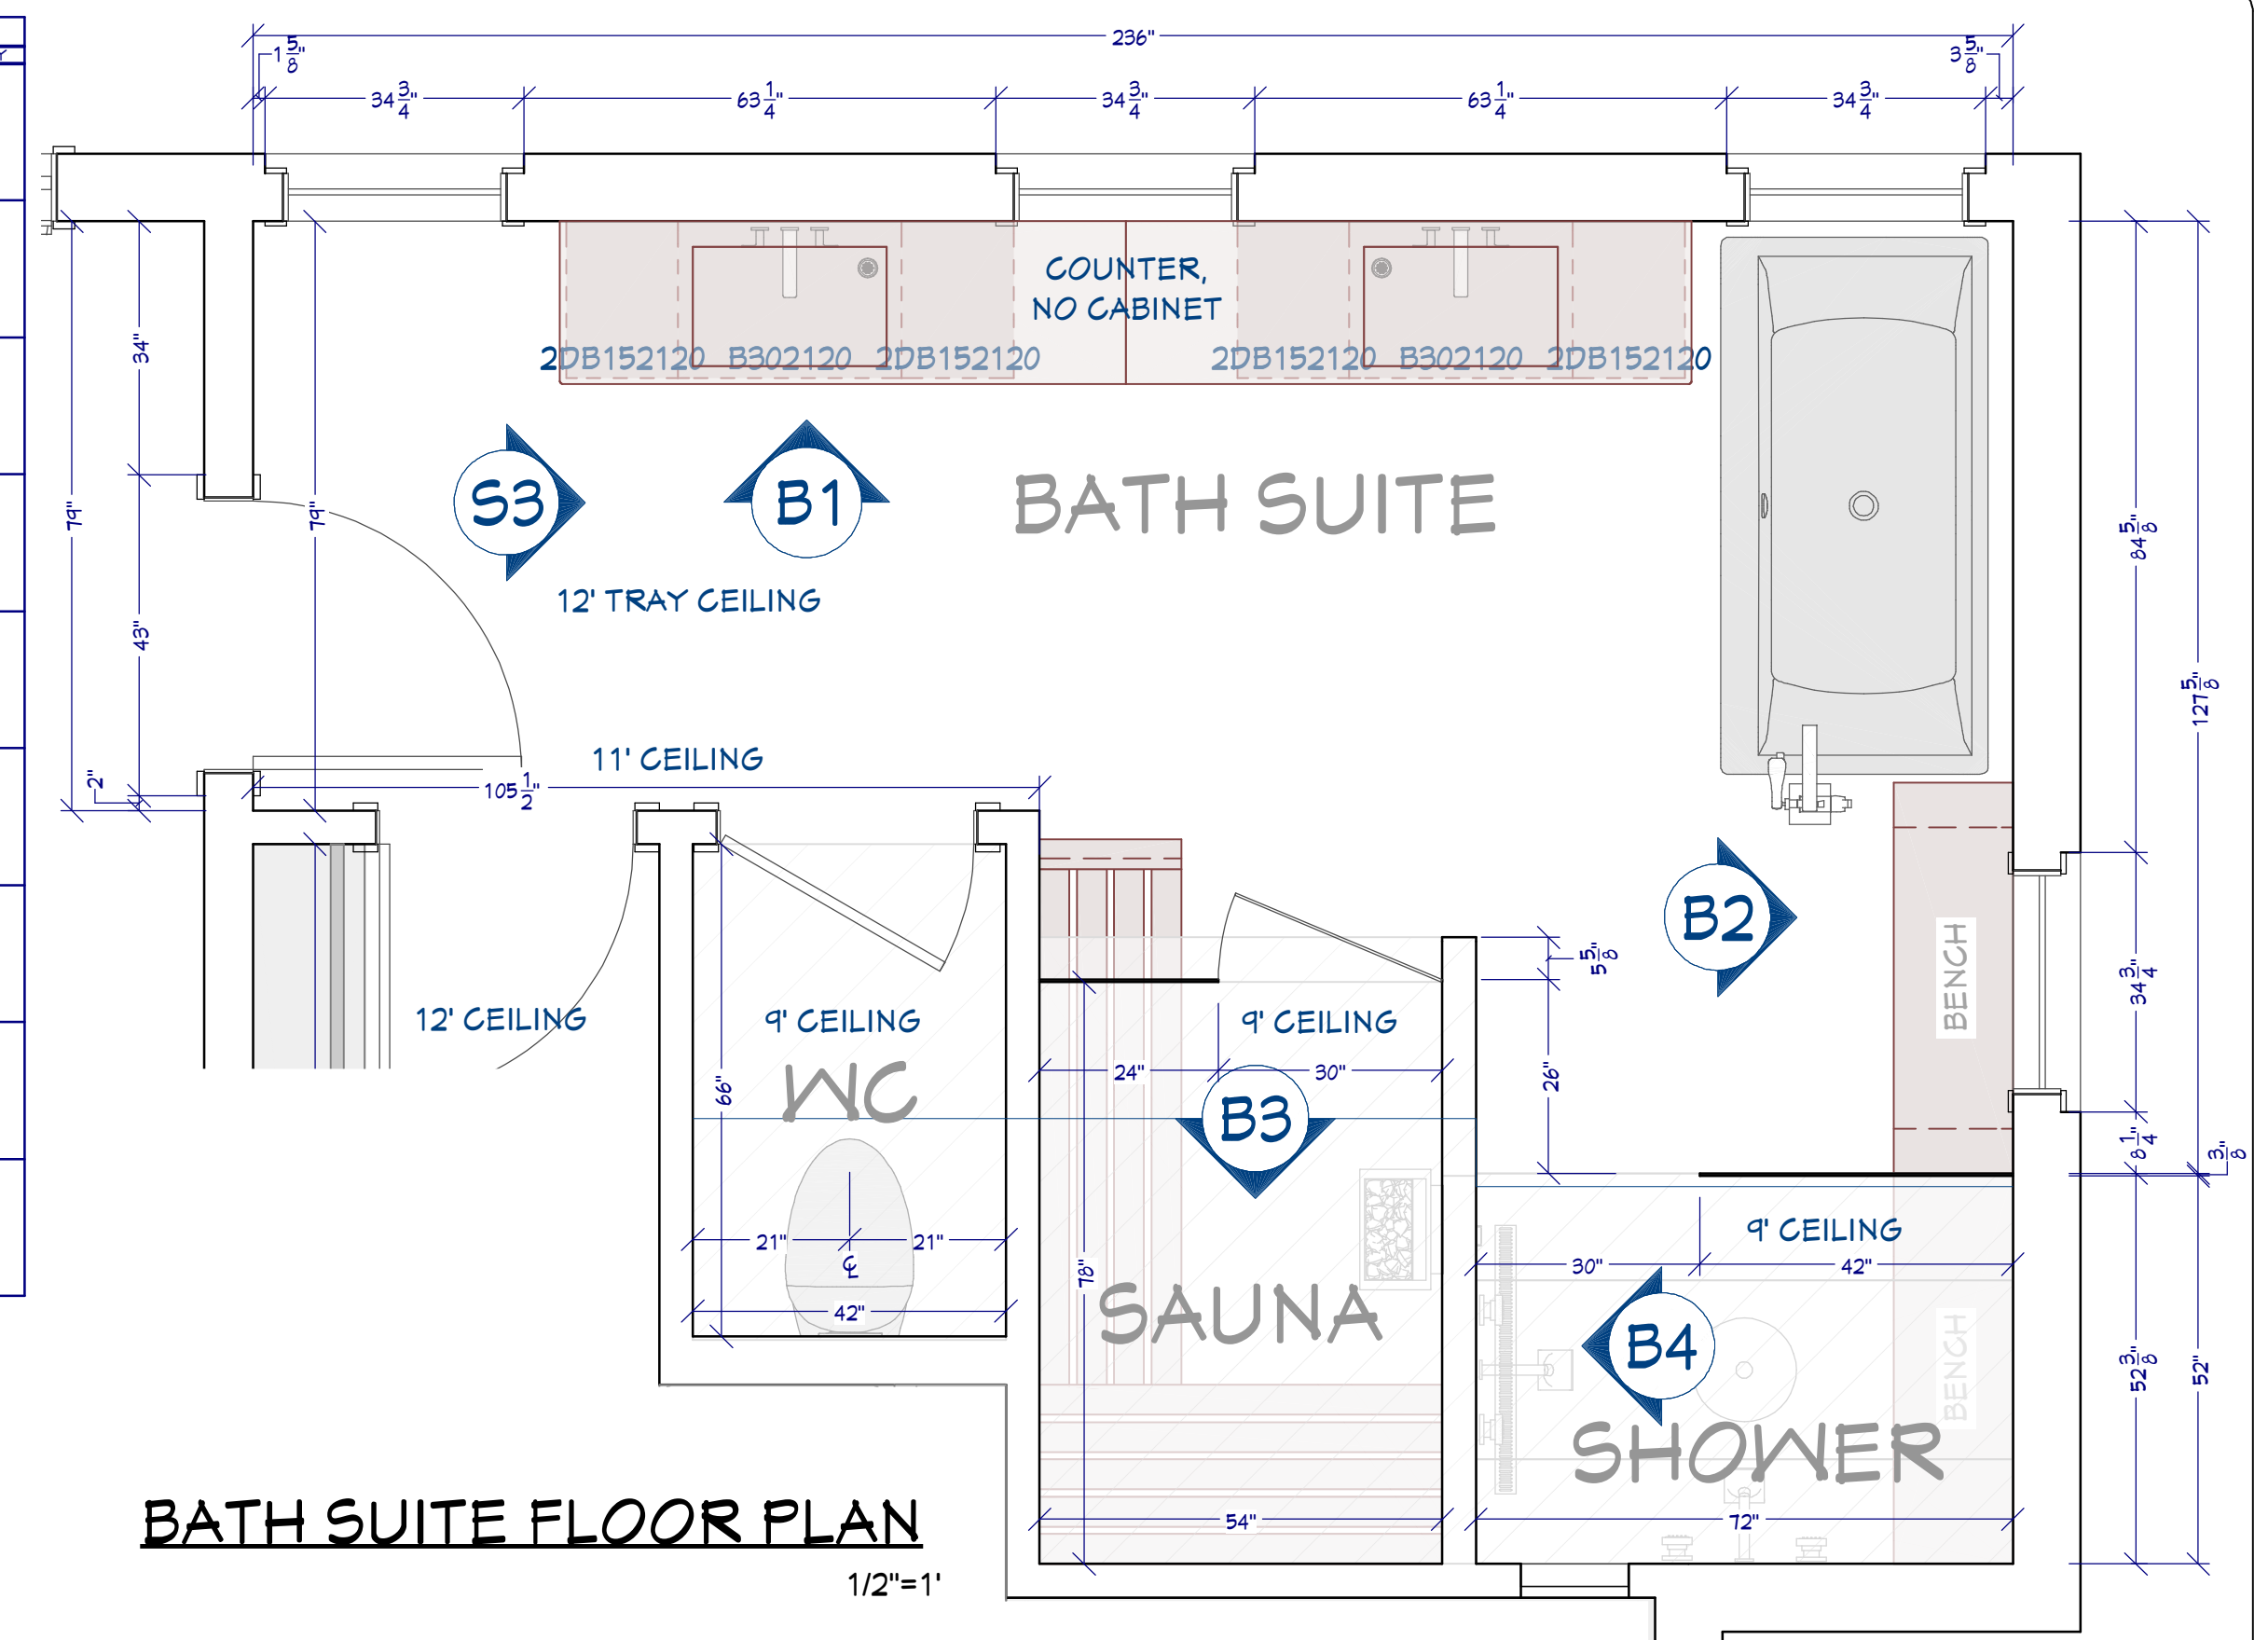 236"
1 5/8"
3 5/8"
34 3/4"
63 1/4"
34 3/4"
63 1/4"
34 3/4"
COUNTER,
NO CABINET
2DB152120
B302120
2DB152120
2DB152120
B302120
2DB152120
34"
79"
79"
43"
2"
S3
B1
BATH SUITE
12' TRAY CEILING
84 5/8"
127 5/8"
11' CEILING
105 1/2"
B2
BENCH
5 5/8"
34 3/4"
12' CEILING
9' CEILING
9' CEILING
WC
66"
24"
30"
26"
B3
8 1/4"
3/8"
21"
21"
℄
42"
78"
SAUNA
9' CEILING
30"
42"
B4
BENCH
52 3/8"
52"
SHOWER
54"
72"
BATH SUITE FLOOR PLAN
1/2"=1'